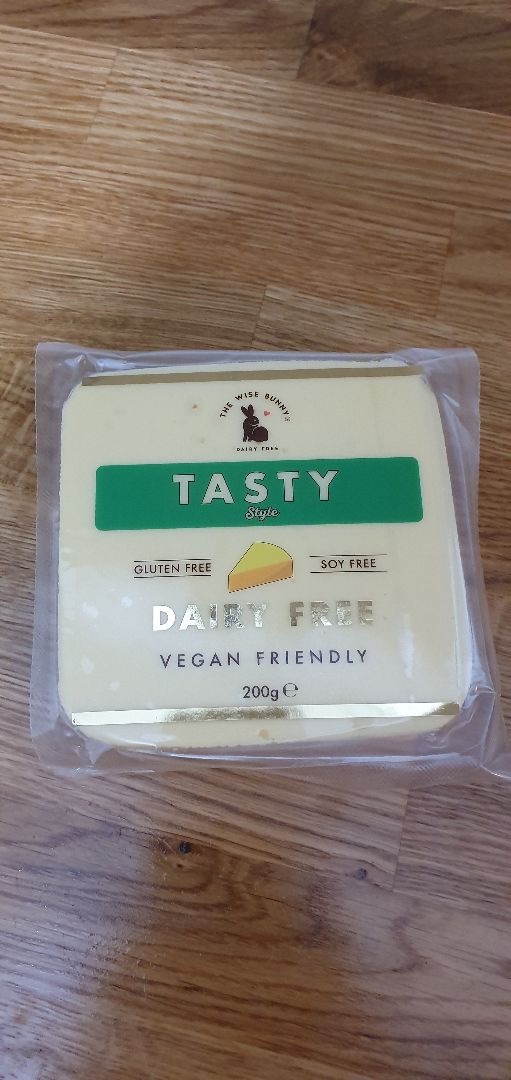 THE WISE BUNNY
DAIRY FREE
TASTY
Style
GLUTEN FREE
SOY FREE
DAIRY FREE
VEGAN FRIENDLY
200g ℮